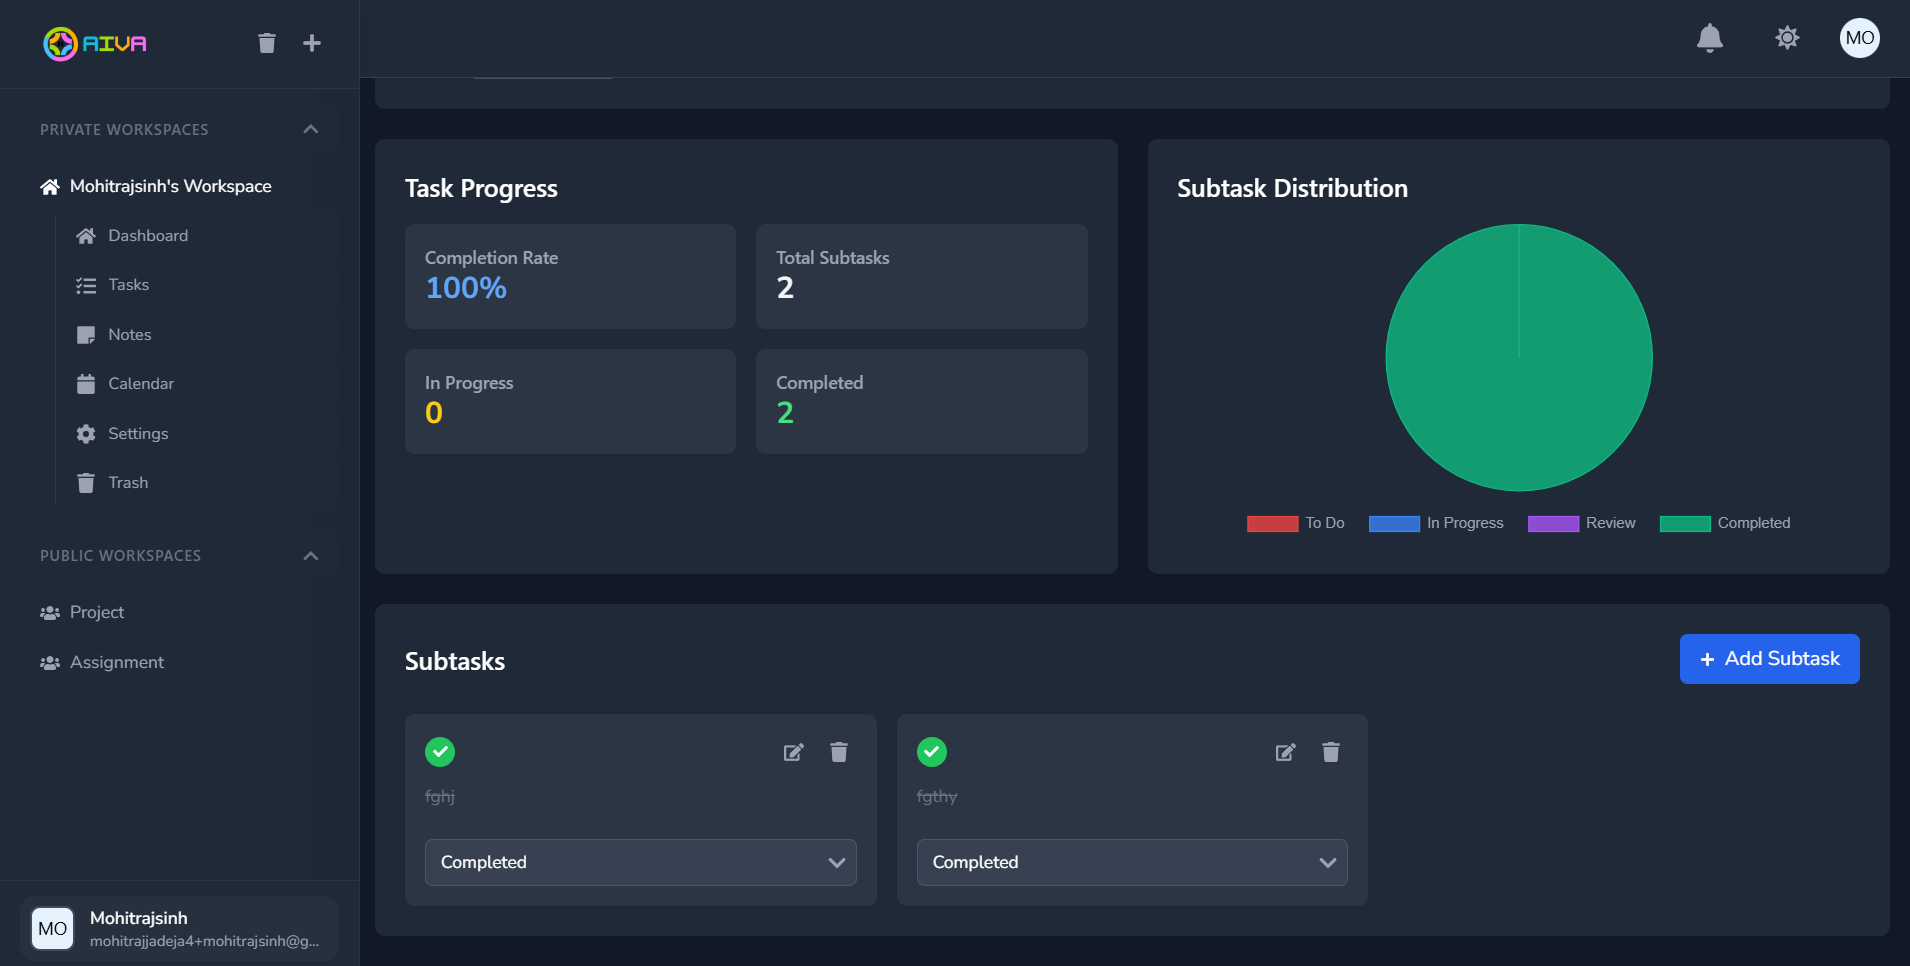 AIVA
MO
PRIVATE WORKSPACES
Mohitrajsinh's Workspace
Dashboard
Tasks
Notes
Calendar
Settings
Trash
PUBLIC WORKSPACES
Project
Assignment
MO
Mohitrajsinh
mohitrajjadeja4+mohitrajsinh@g...
Task Progress
Completion Rate
100%
Total Subtasks
2
In Progress
0
Completed
2
Subtask Distribution
To Do
In Progress
Review
Completed
Subtasks
+ Add Subtask
fghj
Completed
fgthy
Completed